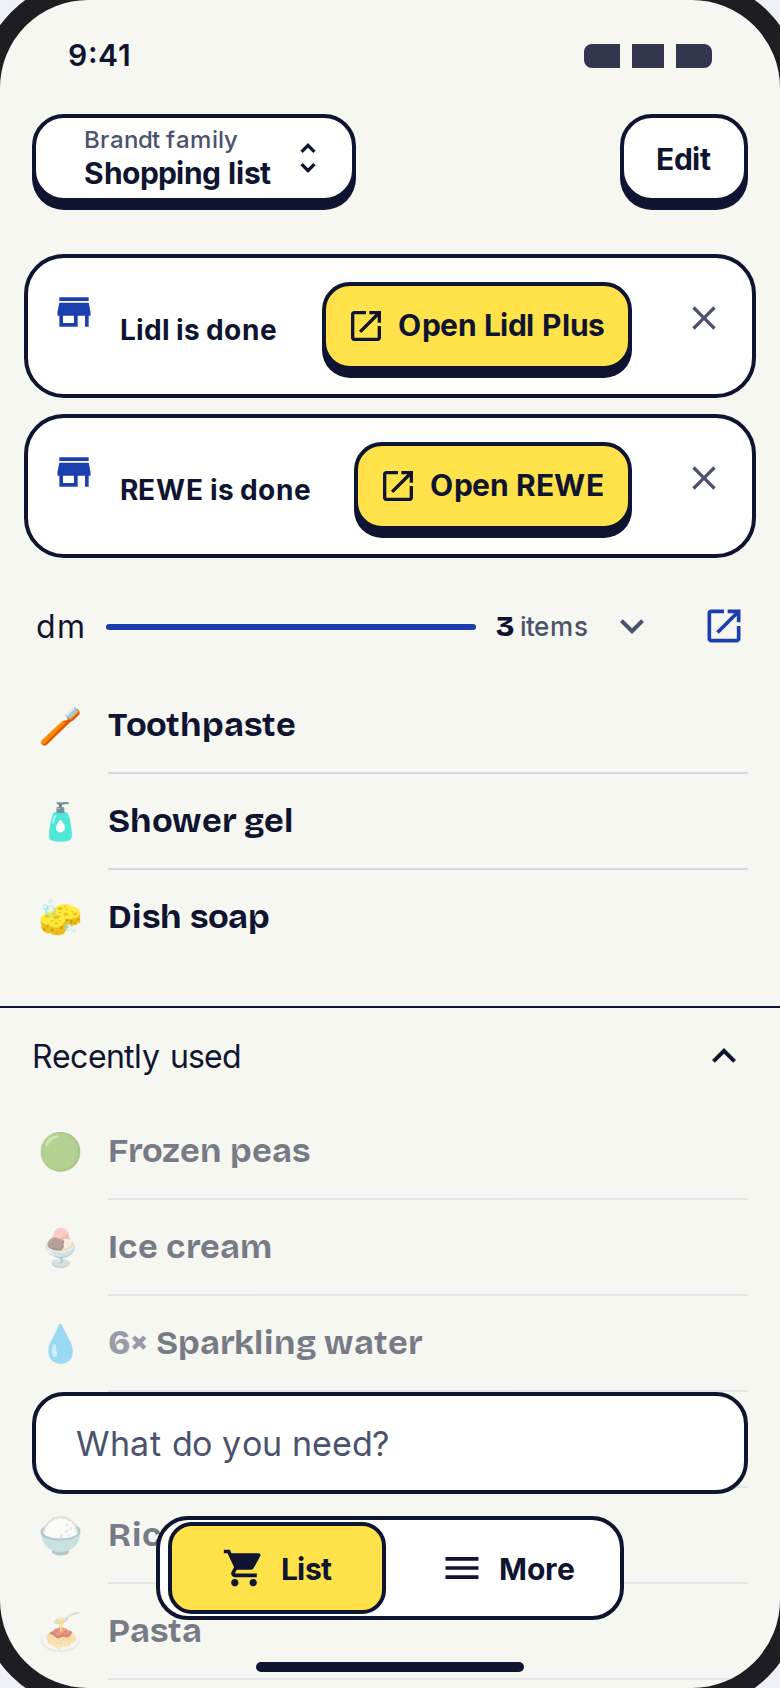 9:41
Brandt family
Shopping list
Edit
Lidl is done
Open Lidl Plus
REWE is done
Open REWE
dm
3 items
Toothpaste
Shower gel
Dish soap
Recently used
Frozen peas
Ice cream
6× Sparkling water
What do you need?
Ric
List
More
Pasta